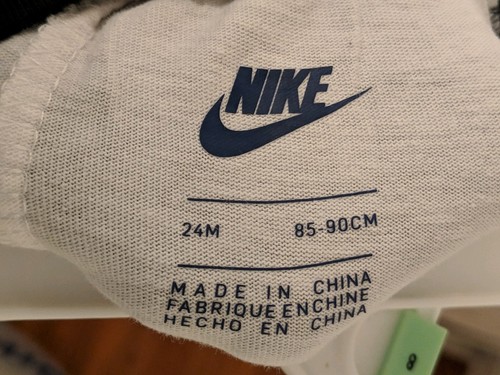 NIKE
24M 85-90CM
MADE IN CHINA
FABRIQUE EN CHINE
HECHO EN CHINA
8